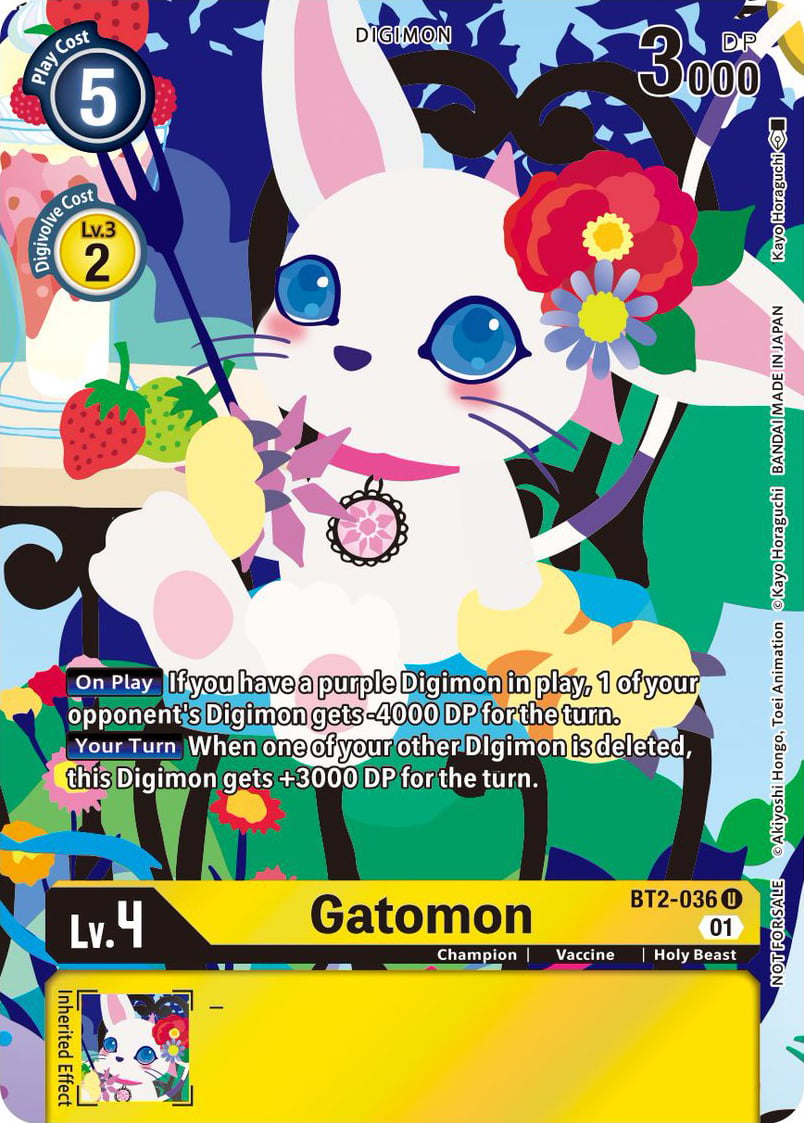 DIGIMON
Play Cost
5
DP
3000
Digivolve Cost
Lv.3
2
On Play If you have a purple Digimon in play, 1 of your
opponent's Digimon gets -4000 DP for the turn.
Your Turn When one of your other DIgimon is deleted,
this Digimon gets +3000 DP for the turn.
Lv.4
Gatomon
BT2-036 U
01
Champion | Vaccine | Holy Beast
Inherited Effect
–
Kayo Horaguchi
©Akiyoshi Hongo, Toei Animation ©Kayo Horaguchi BANDAI MADE IN JAPAN
NOT FOR SALE